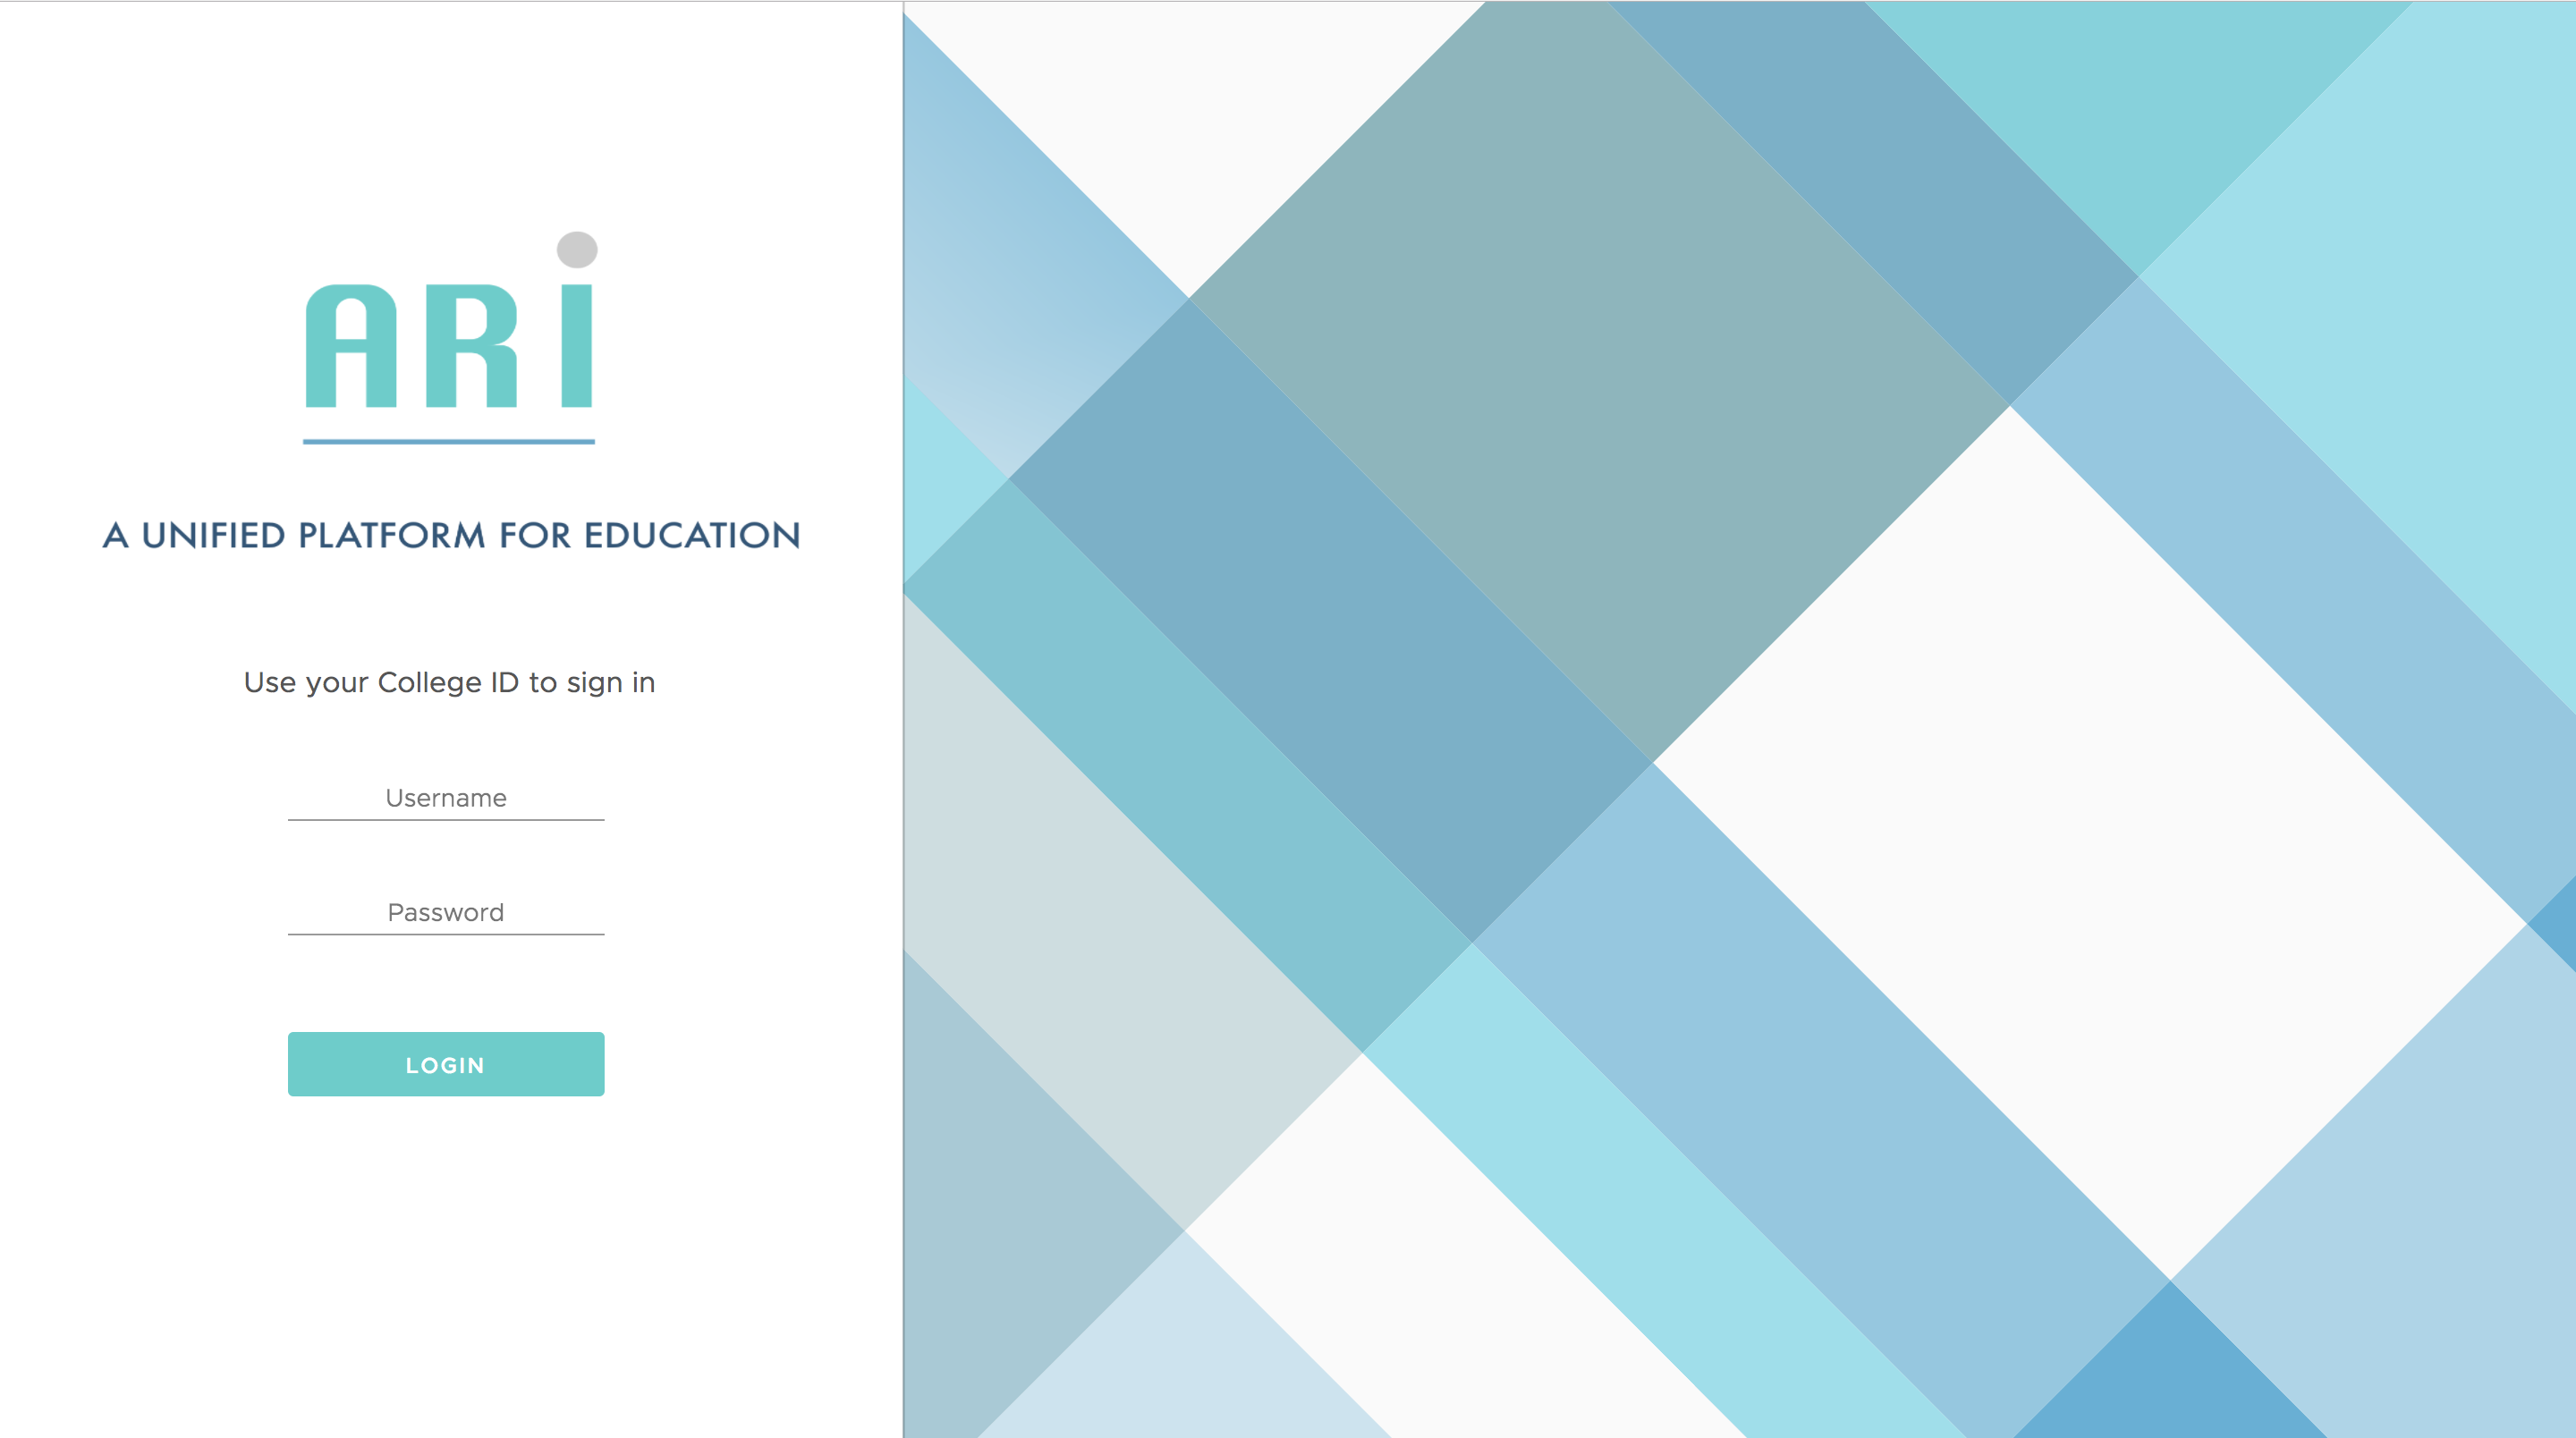 ARi
A UNIFIED PLATFORM FOR EDUCATION
Use your College ID to sign in
Username
Password
LOGIN